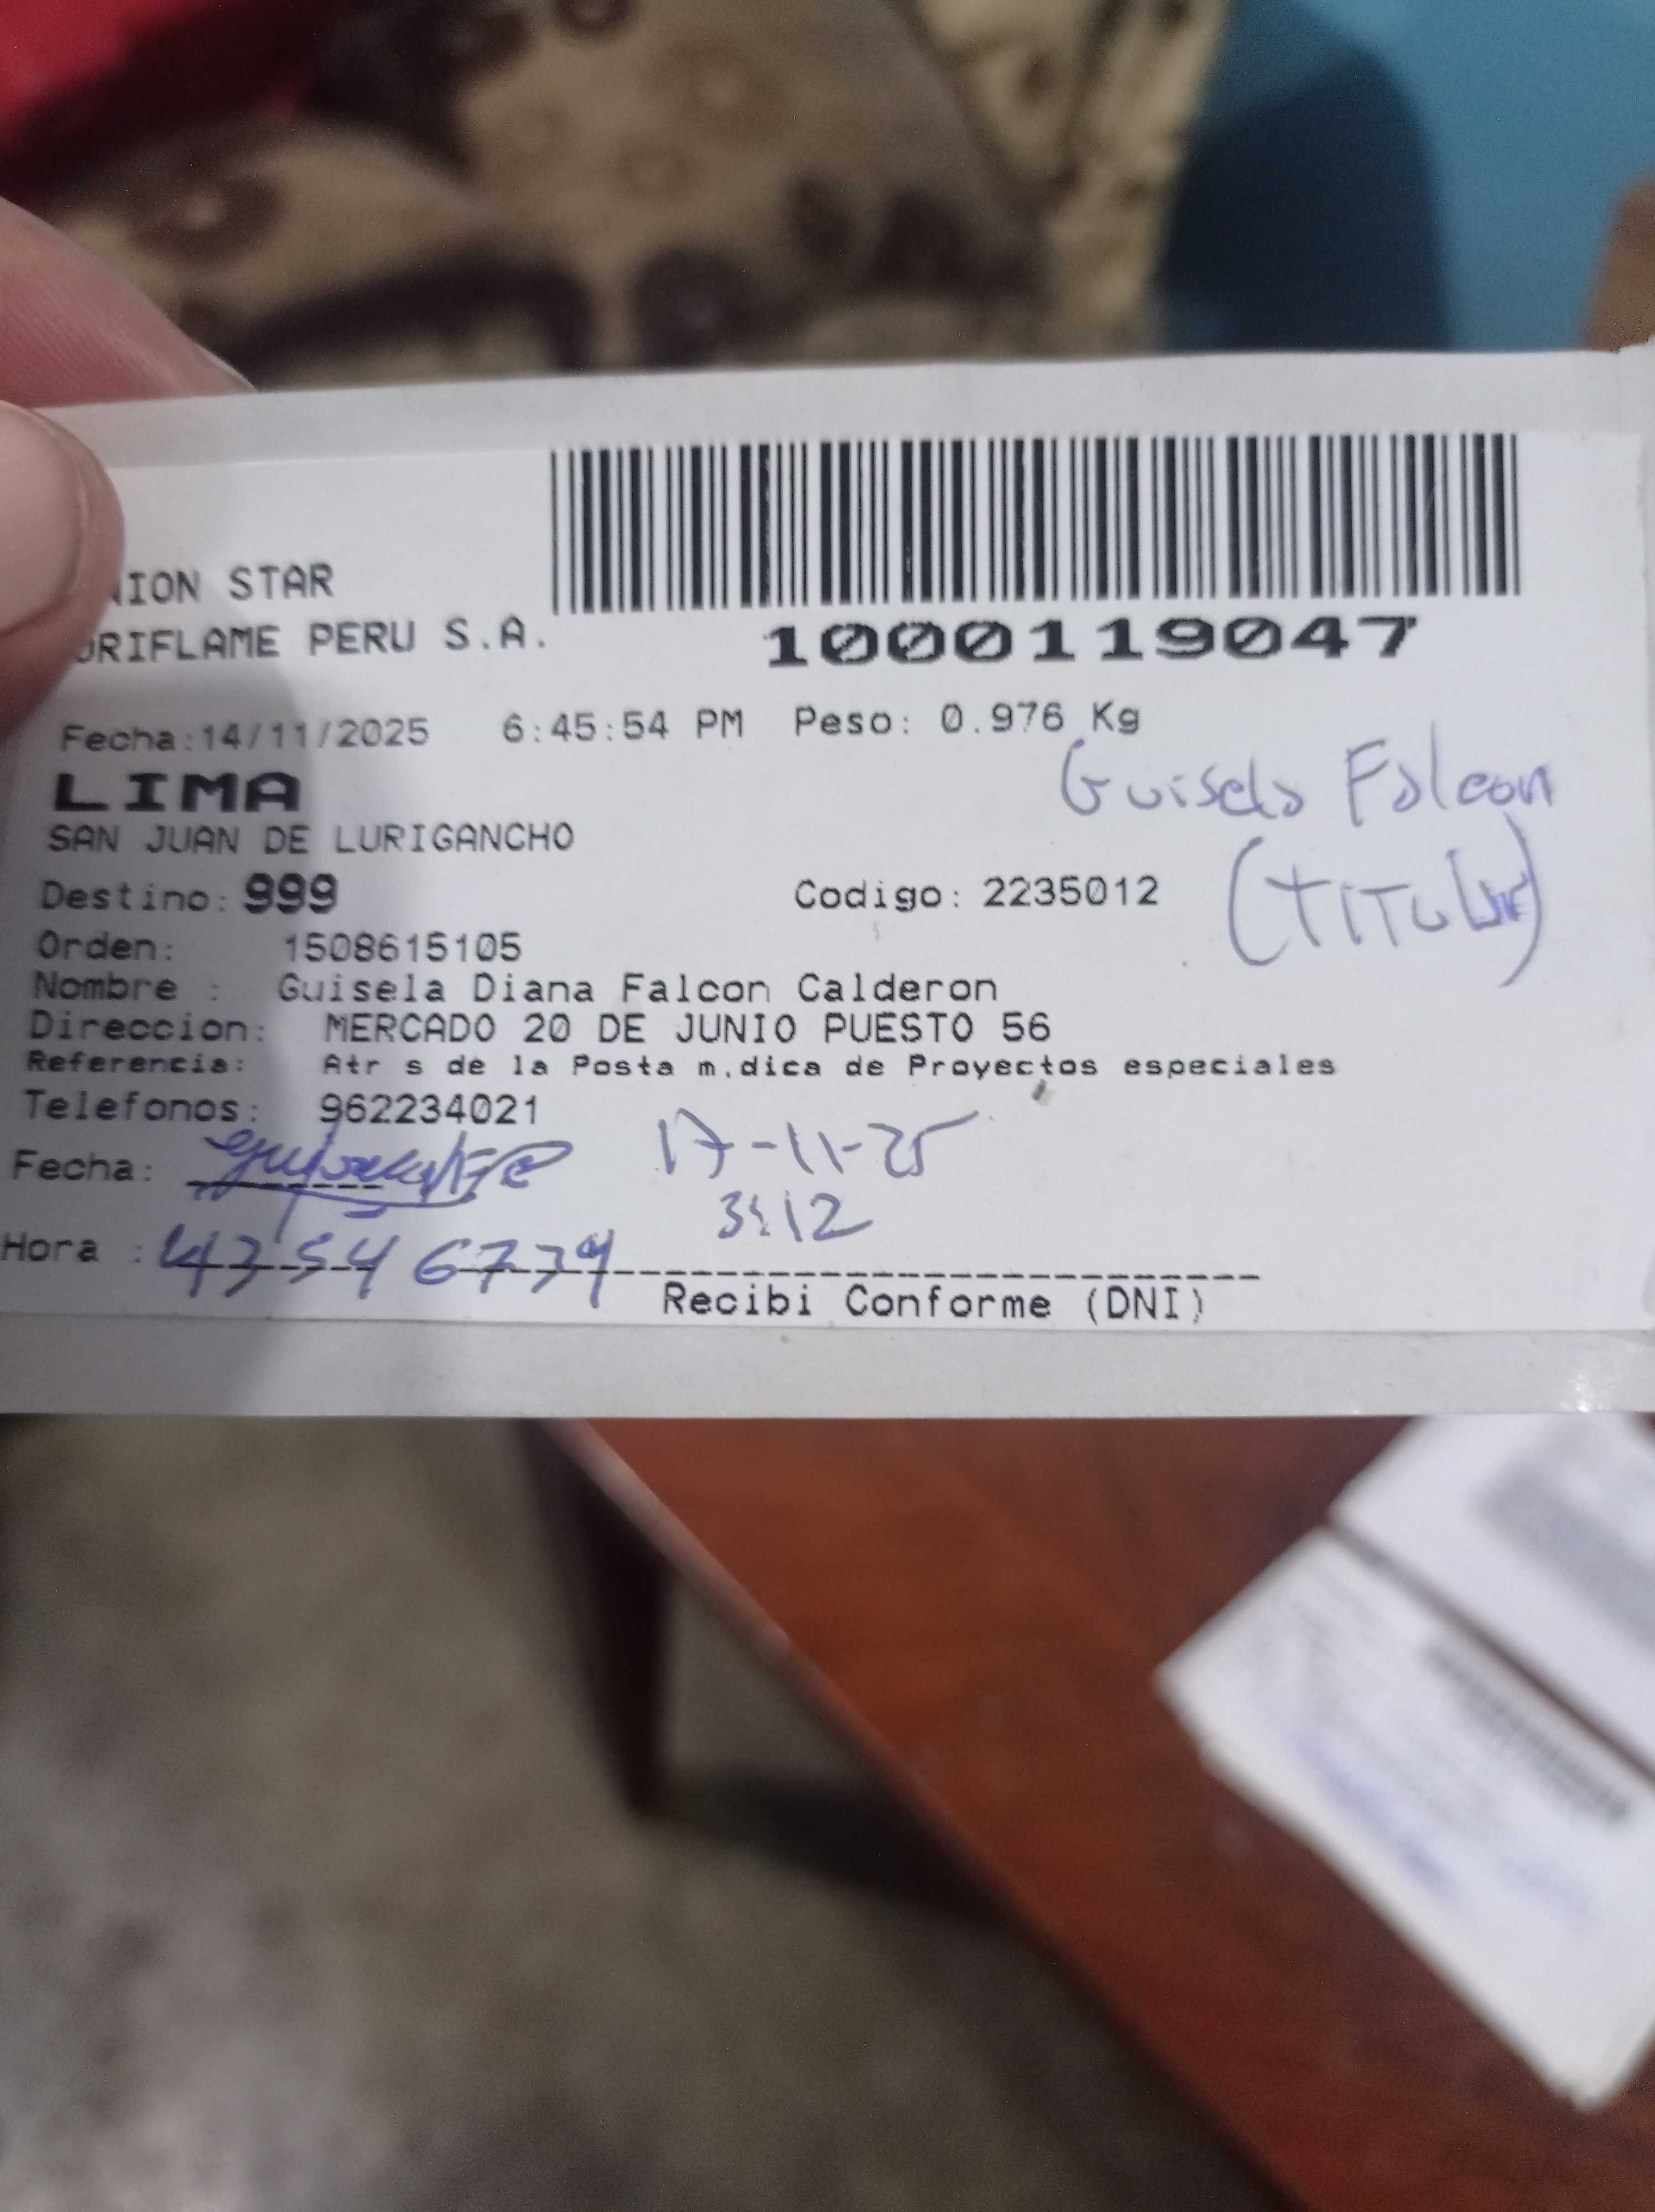 NION STAR
ORIFLAME PERU S.A.
1000119047
Fecha:14/11/2025 6:45:54 PM Peso: 0.976 Kg
LIMA
Guisela Falcon
SAN JUAN DE LURIGANCHO
(TITULAR)
Destino: 999 Codigo: 2235012
Orden: 1508615105
Nombre : Guisela Diana Falcon Calderon
Direccion: MERCADO 20 DE JUNIO PUESTO 56
Referencia: Atr s de la Posta m.dica de Proyectos especiales
Telefonos: 962234021
Fecha: 17-11-25
3:12
Hora :
Recibi Conforme (DNI)